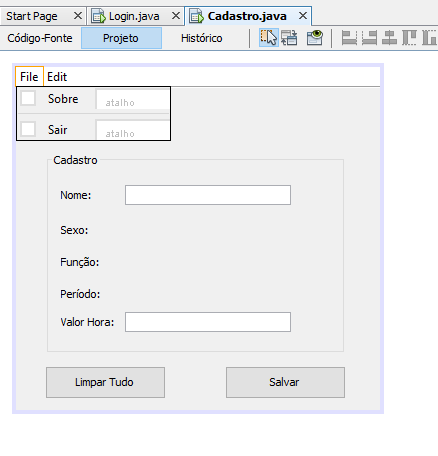 Start Page Login.java Cadastro.java
Código-Fonte Projeto Histórico
File Edit
Sobre atalho
Sair atalho
Cadastro
Nome:
Sexo:
Função:
Período:
Valor Hora:
Limpar Tudo Salvar